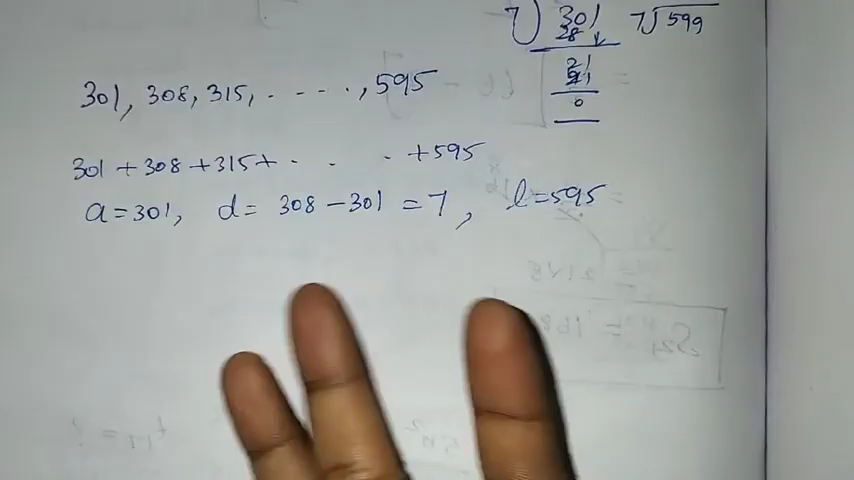 7) 301 7) 599
28
21
21
0
301, 308, 315, . - - - ., 595
301 + 308 + 315 + . . . + 595
a = 301, d = 308 - 301 = 7, l = 595